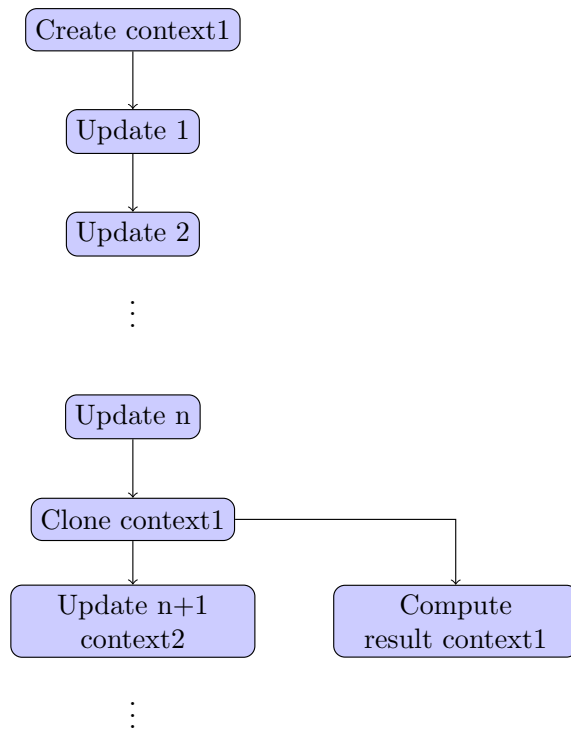 Create context1
Update 1
Update 2
⋮
Update n
Clone context1
Update n+1
context2
Compute
result context1
⋮